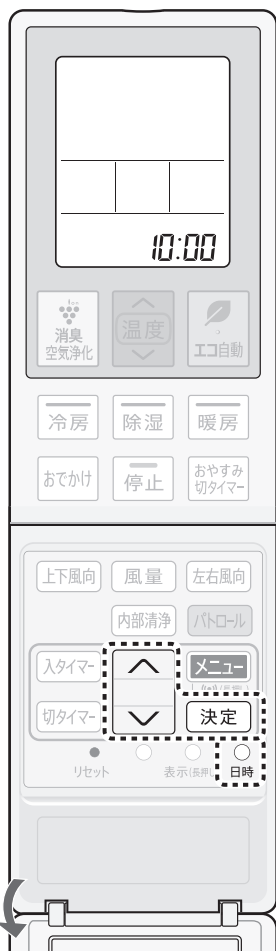 10:00
消臭
空気浄化
温度
エコ自動
冷房
除湿
暖房
おでかけ
停止
おやすみ
切タイマー
上下風向
風量
左右風向
内部清浄
パトロール
入タイマー
メニュー
切タイマー
決定
リセット
表示(長押
日時